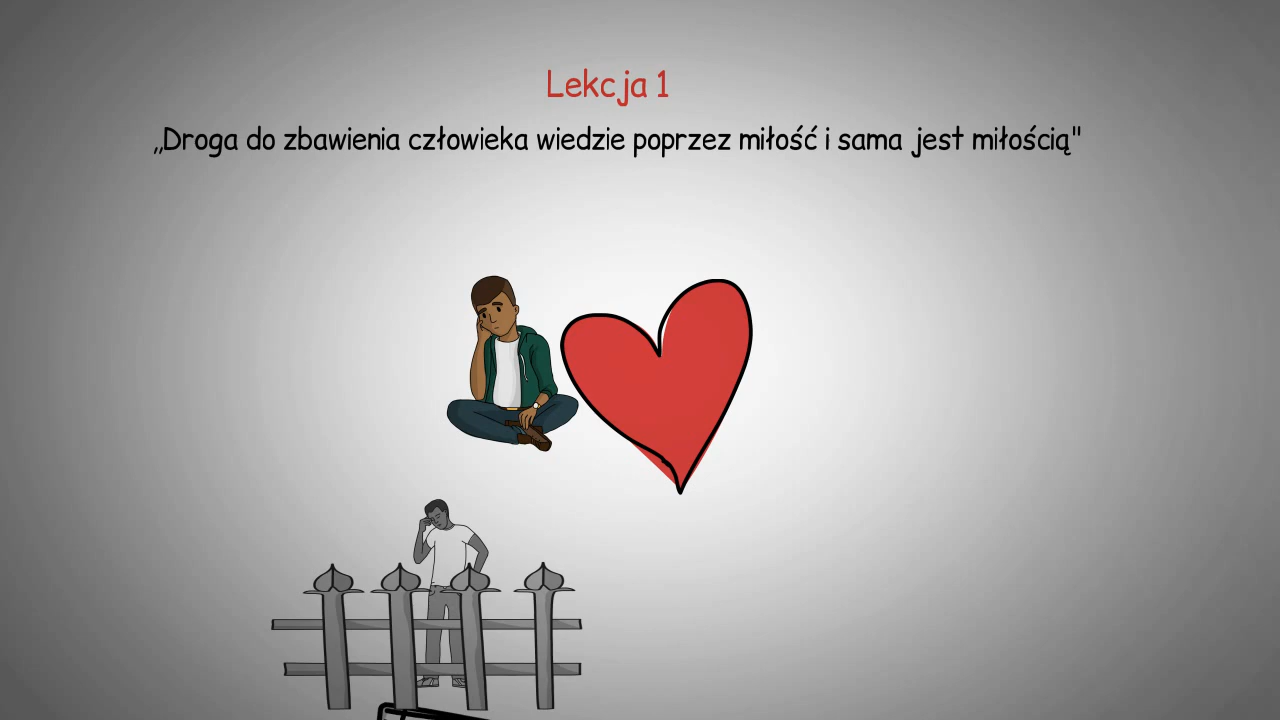 Lekcja 1
„Droga do zbawienia człowieka wiedzie poprzez miłość i sama jest miłością"